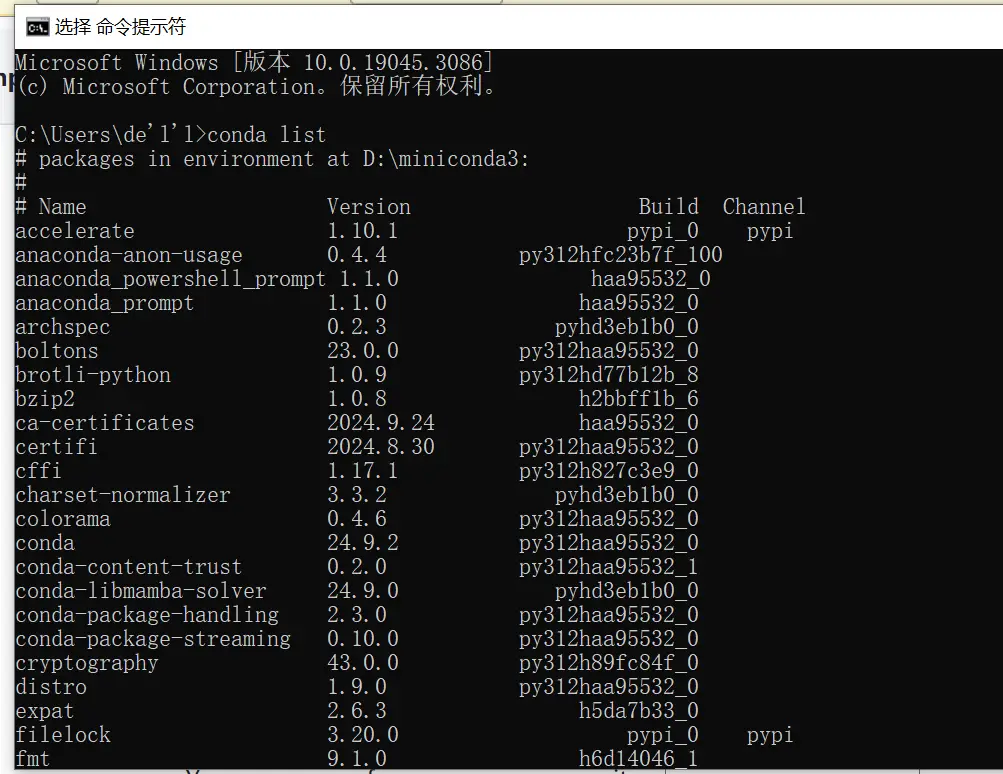 选择 命令提示符
Microsoft Windows [版本 10.0.19045.3086]
(c) Microsoft Corporation。保留所有权利。
C:\Users\de'l'l>conda list
# packages in environment at D:\miniconda3:
#
# Name Version Build Channel
accelerate 1.10.1 pypi_0 pypi
anaconda-anon-usage 0.4.4 py312hfc23b7f_100
anaconda_powershell_prompt 1.1.0 haa95532_0
anaconda_prompt 1.1.0 haa95532_0
archspec 0.2.3 pyhd3eb1b0_0
boltons 23.0.0 py312haa95532_0
brotli-python 1.0.9 py312hd77b12b_8
bzip2 1.0.8 h2bbff1b_6
ca-certificates 2024.9.24 haa95532_0
certifi 2024.8.30 py312haa95532_0
cffi 1.17.1 py312h827c3e9_0
charset-normalizer 3.3.2 pyhd3eb1b0_0
colorama 0.4.6 py312haa95532_0
conda 24.9.2 py312haa95532_0
conda-content-trust 0.2.0 py312haa95532_1
conda-libmamba-solver 24.9.0 pyhd3eb1b0_0
conda-package-handling 2.3.0 py312haa95532_0
conda-package-streaming 0.10.0 py312haa95532_0
cryptography 43.0.0 py312h89fc84f_0
distro 1.9.0 py312haa95532_0
expat 2.6.3 h5da7b33_0
filelock 3.20.0 pypi_0 pypi
fmt 9.1.0 h6d14046_1